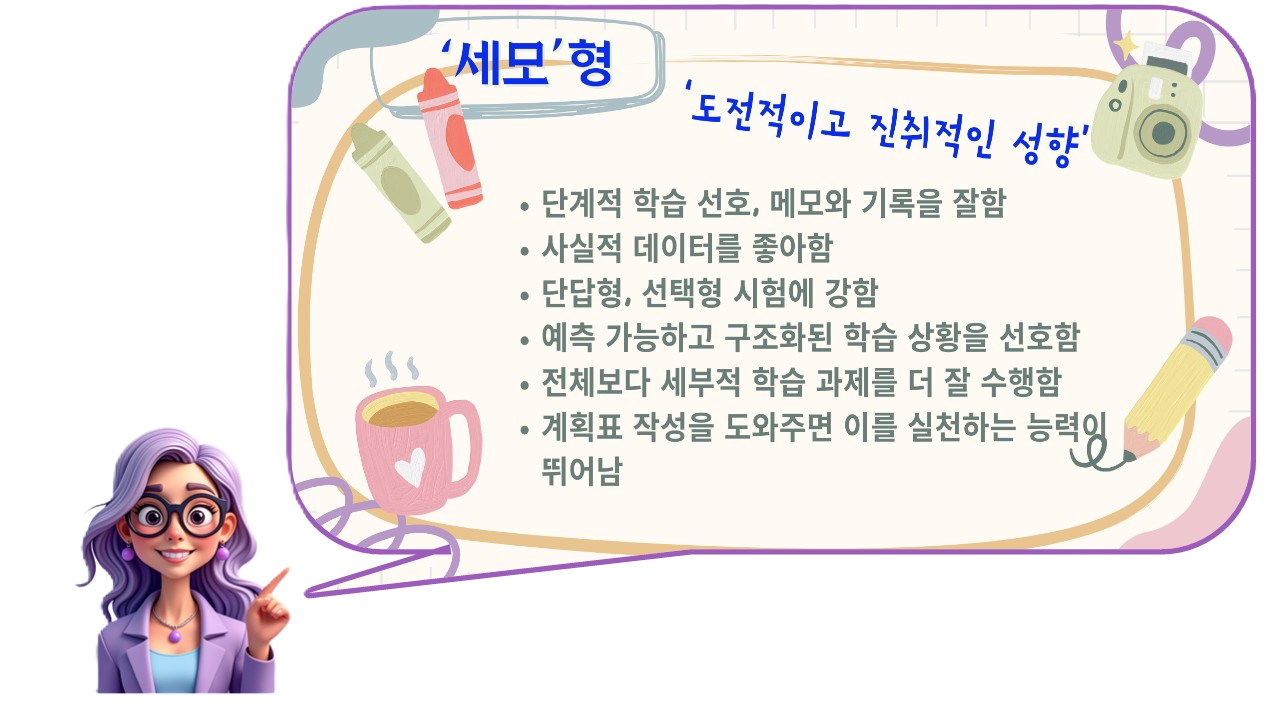 ‘세모’형
‘도전적이고 진취적인 성향’
• 단계적 학습 선호, 메모와 기록을 잘함
• 사실적 데이터를 좋아함
• 단답형, 선택형 시험에 강함
• 예측 가능하고 구조화된 학습 상황을 선호함
• 전체보다 세부적 학습 과제를 더 잘 수행함
• 계획표 작성을 도와주면 이를 실천하는 능력이
뛰어남